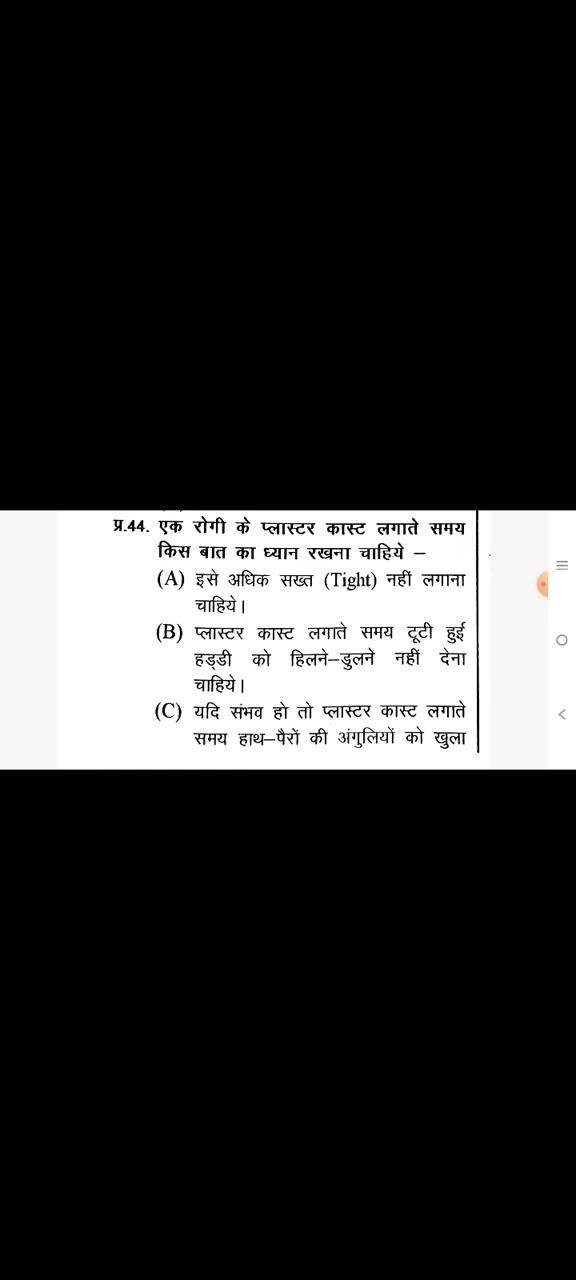 प्र.44. एक रोगी के प्लास्टर कास्ट लगाते समय
किस बात का ध्यान रखना चाहिये –
(A) इसे अधिक सख्त (Tight) नहीं लगाना
चाहिये।
(B) प्लास्टर कास्ट लगाते समय टूटी हुई
हड्डी को हिलने–डुलने नहीं देना
चाहिये।
(C) यदि संभव हो तो प्लास्टर कास्ट लगाते
समय हाथ–पैरों की अंगुलियों को खुला